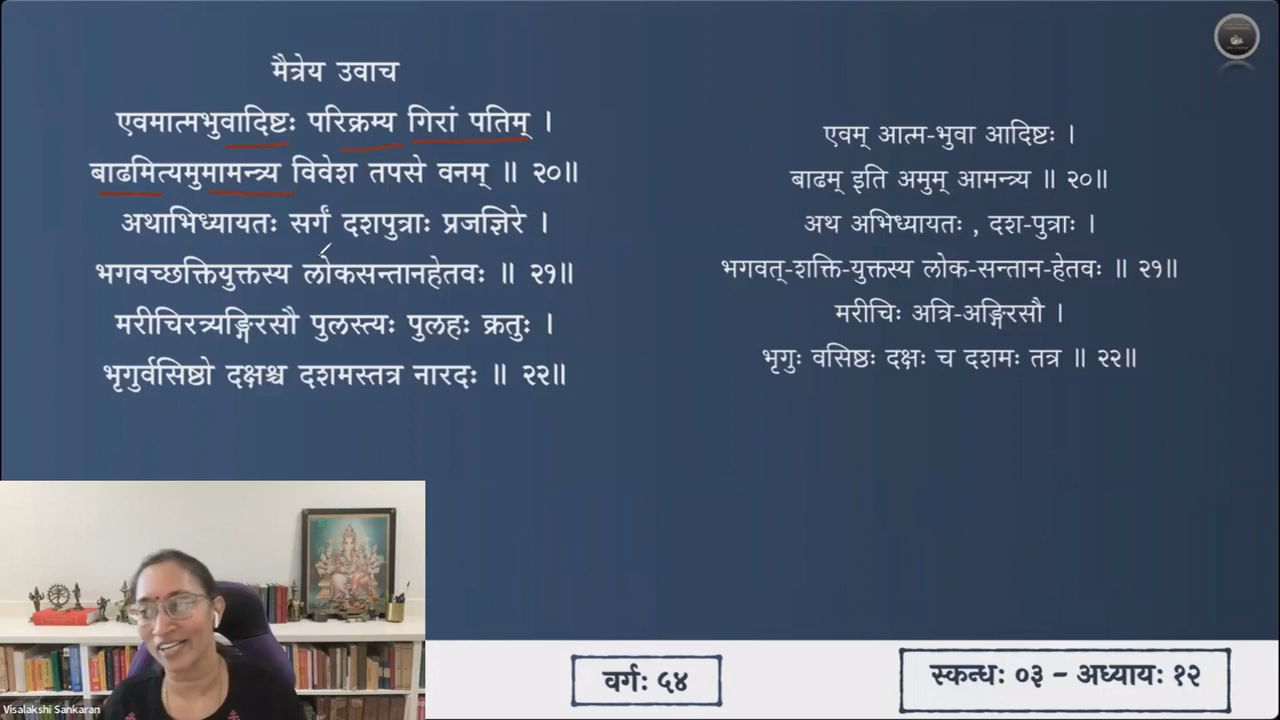 मैत्रेय उवाच
एवमात्मभुवादिष्टः परिक्रम्य गिरां पतिम् ।
बाढमित्यमुमामन्त्र्य विवेश तपसे वनम् ॥ २०॥
अथाभिध्यायतः सर्गं दशपुत्राः प्रजज्ञिरे ।
भगवच्छक्तियुक्तस्य लोकसन्तानहेतवः ॥ २१॥
मरीचिरत्र्यङ्गिरसौ पुलस्त्यः पुलहः क्रतुः ।
भृगुर्वसिष्ठो दक्षश्च दशमस्तत्र नारदः ॥ २२॥
एवम् आत्म-भुवा आदिष्टः ।
बाढम् इति अमुम् आमन्त्र्य ॥ २०॥
अथ अभिध्यायतः , दश-पुत्राः ।
भगवत्-शक्ति-युक्तस्य लोक-सन्तान-हेतवः ॥ २१॥
मरीचिः अत्रि-अङ्गिरसौ ।
भृगुः वसिष्ठः दक्षः च दशमः तत्र ॥ २२॥
Visalakshi Sankaran
वर्गः ५४
स्कन्धः ०३ - अध्यायः १२